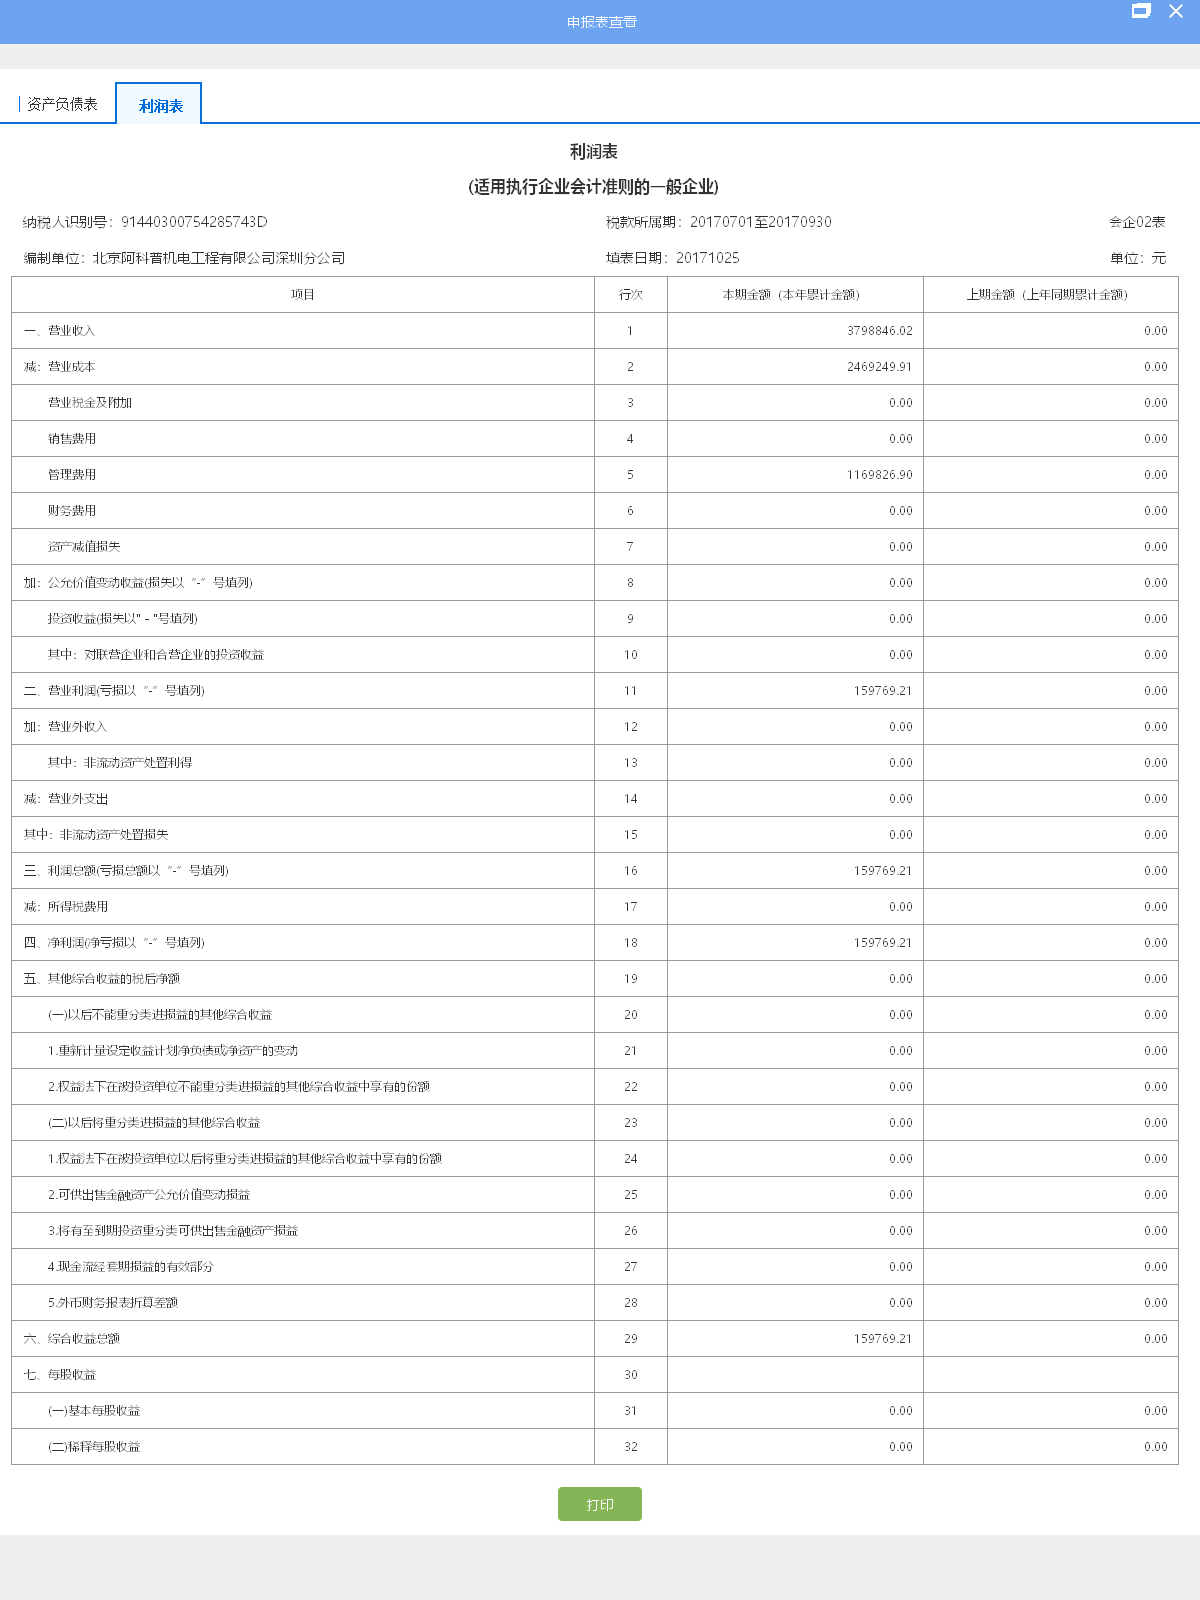 申报表查看
资产负债表
利润表
利润表
(适用执行企业会计准则的一般企业)
纳税人识别号：91440300754285743D 税款所属期：20170701至20170930 会企02表
编制单位：北京阿科普机电工程有限公司深圳分公司 填表日期：20171025 单位：元
项目 行次 本期金额（本年累计金额） 上期金额（上年同期累计金额）
一、营业收入 1 3798846.02 0.00
减：营业成本 2 2469249.91 0.00
营业税金及附加 3 0.00 0.00
销售费用 4 0.00 0.00
管理费用 5 1169826.90 0.00
财务费用 6 0.00 0.00
资产减值损失 7 0.00 0.00
加：公允价值变动收益(损失以“-”号填列) 8 0.00 0.00
投资收益(损失以"－"号填列) 9 0.00 0.00
其中：对联营企业和合营企业的投资收益 10 0.00 0.00
二、营业利润(亏损以“-”号填列) 11 159769.21 0.00
加：营业外收入 12 0.00 0.00
其中：非流动资产处置利得 13 0.00 0.00
减：营业外支出 14 0.00 0.00
其中：非流动资产处置损失 15 0.00 0.00
三、利润总额(亏损总额以“-”号填列) 16 159769.21 0.00
减：所得税费用 17 0.00 0.00
四、净利润(净亏损以“-”号填列) 18 159769.21 0.00
五、其他综合收益的税后净额 19 0.00 0.00
(一)以后不能重分类进损益的其他综合收益 20 0.00 0.00
1.重新计量设定收益计划净负债或净资产的变动 21 0.00 0.00
2.权益法下在被投资单位不能重分类进损益的其他综合收益中享有的份额 22 0.00 0.00
(二)以后将重分类进损益的其他综合收益 23 0.00 0.00
1.权益法下在被投资单位以后将重分类进损益的其他综合收益中享有的份额 24 0.00 0.00
2.可供出售金融资产公允价值变动损益 25 0.00 0.00
3.将有至到期投资重分类可供出售金融资产损益 26 0.00 0.00
4.现金流经套期损益的有效部分 27 0.00 0.00
5.外币财务报表折算差额 28 0.00 0.00
六、综合收益总额 29 159769.21 0.00
七、每股收益 30
(一)基本每股收益 31 0.00 0.00
(二)稀释每股收益 32 0.00 0.00
打印